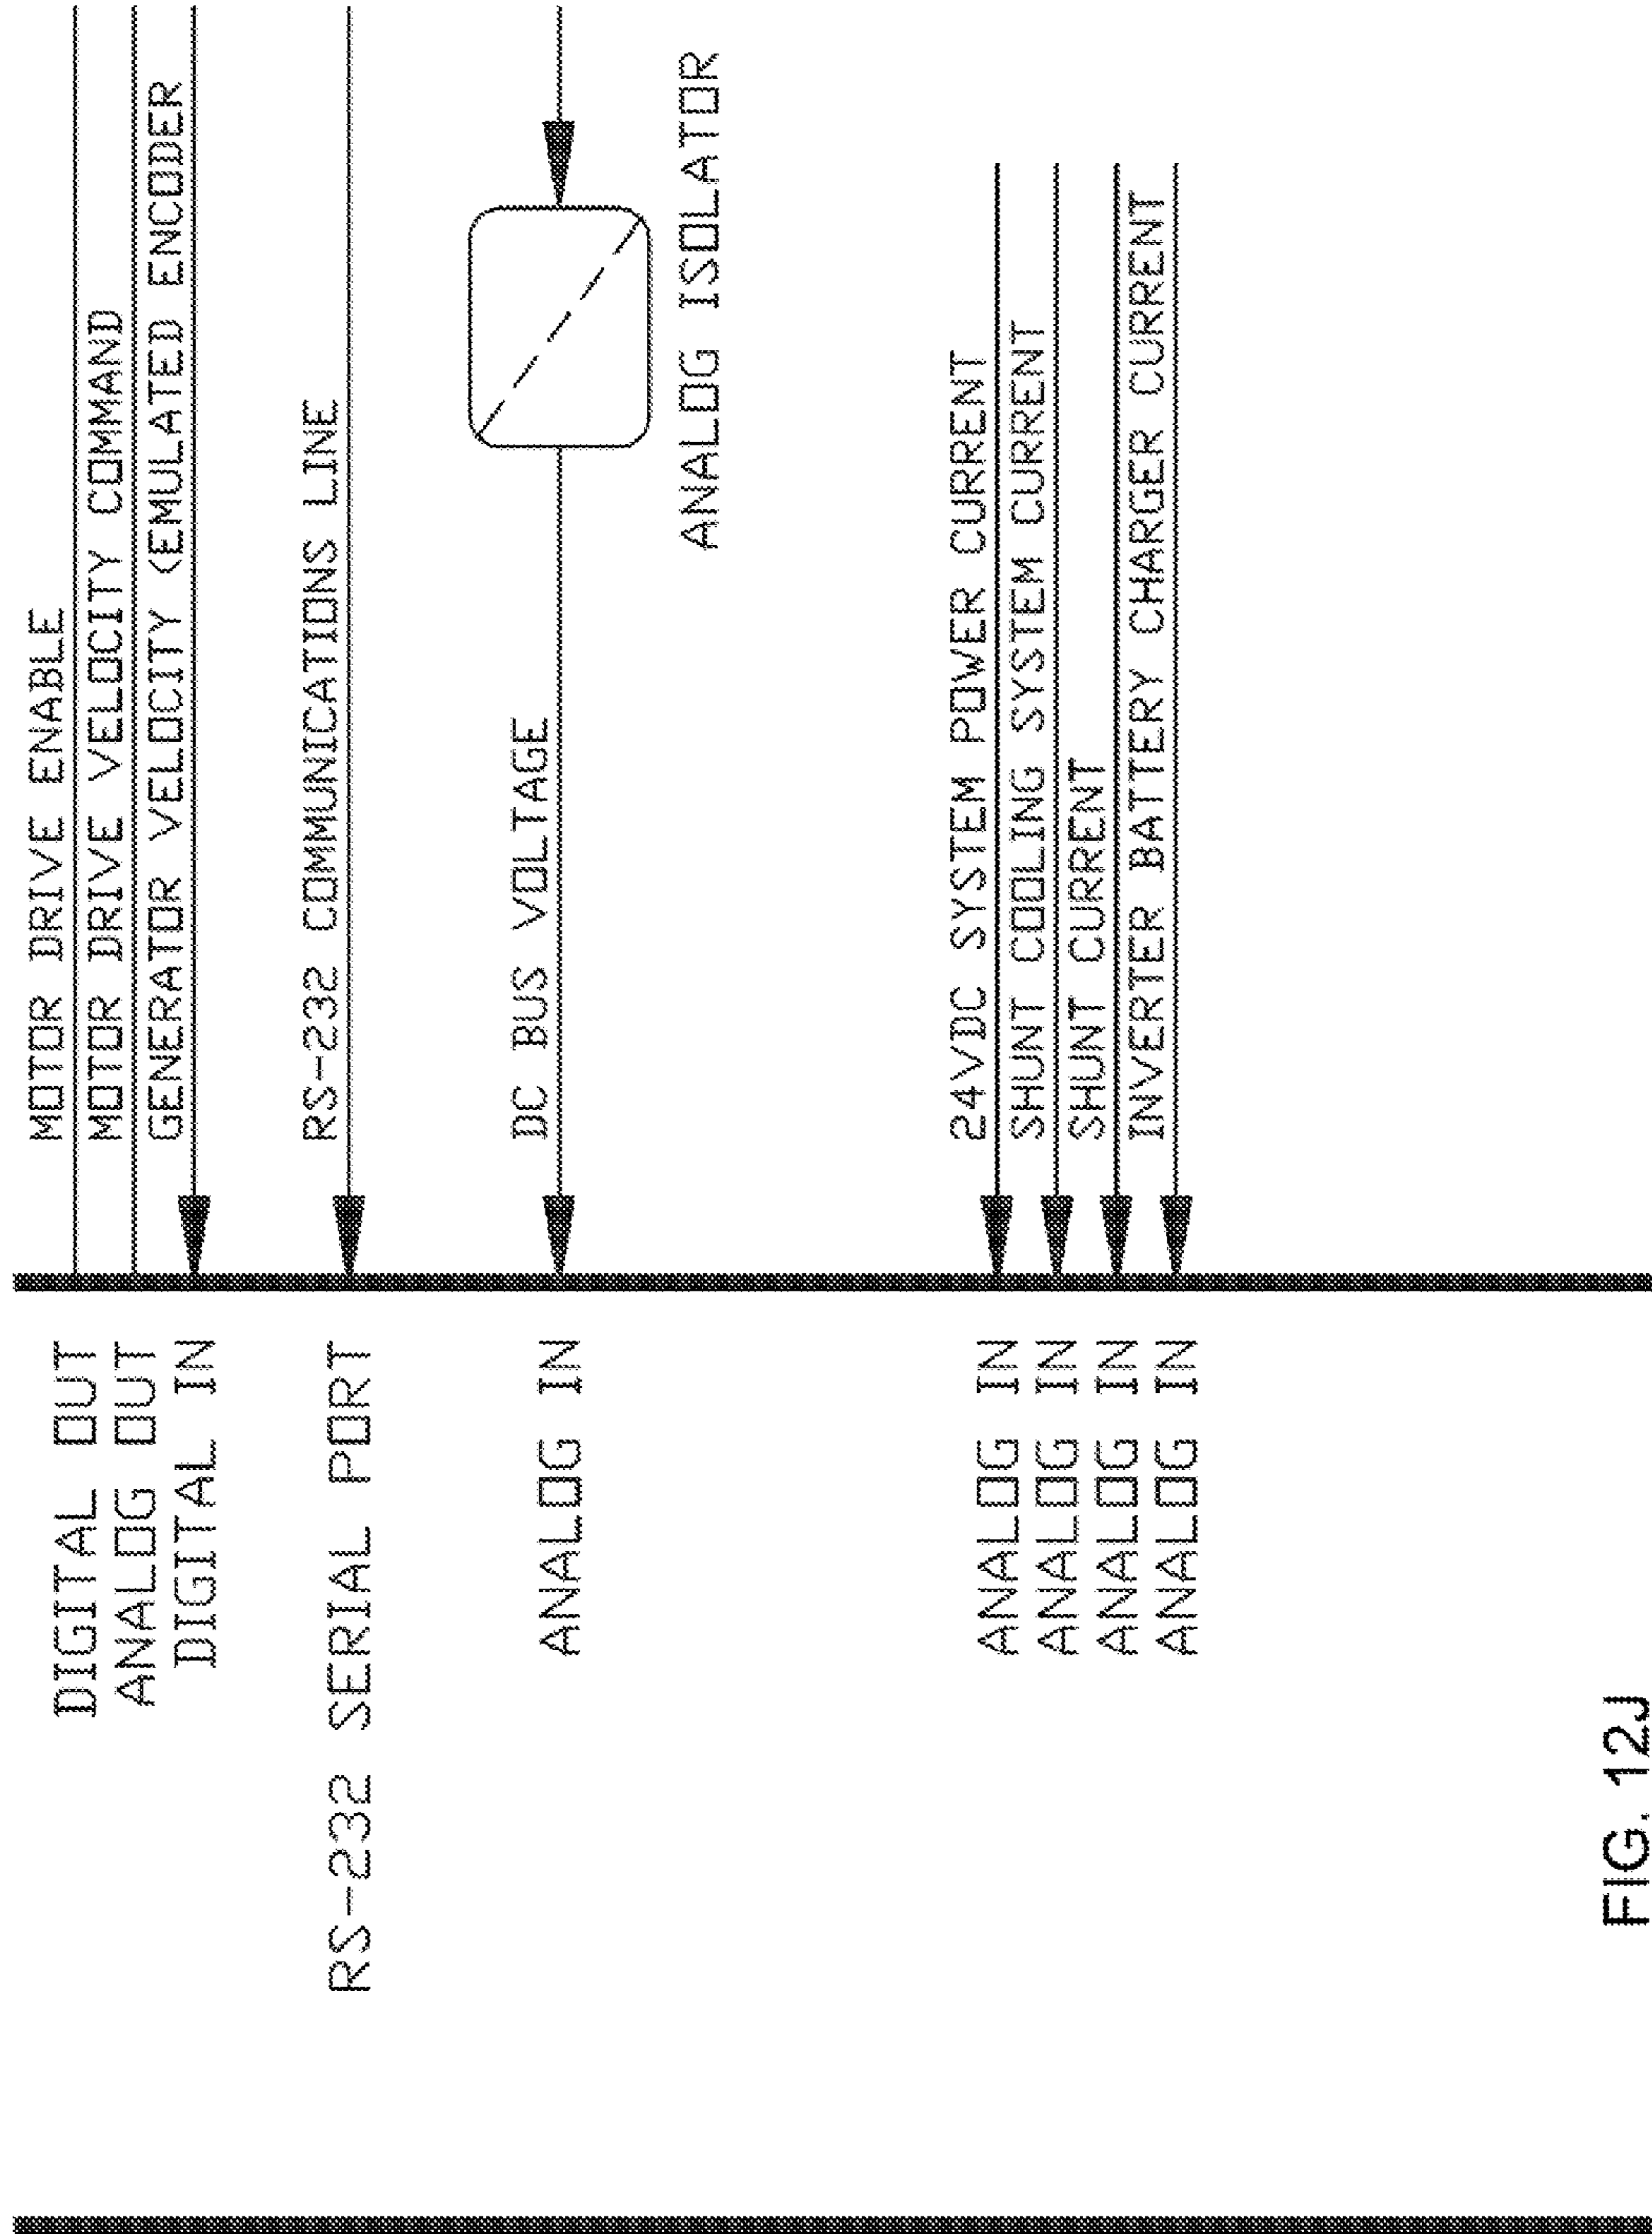 DIGITAL OUT
MOTOR DRIVE ENABLE
ANALOG OUT
MOTOR DRIVE VELOCITY COMMAND
DIGITAL IN
GENERATOR VELOCITY (EMULATED ENCODER
RS-232 SERIAL PORT
RS-232 COMMUNICATIONS LINE
ANALOG IN
DC BUS VOLTAGE
ANALOG ISOLATOR
ANALOG IN
24VDC SYSTEM POWER CURRENT
ANALOG IN
SHUNT COOLING SYSTEM CURRENT
ANALOG IN
SHUNT CURRENT
ANALOG IN
INVERTER BATTERY CHARGER CURRENT
FIG. 12J